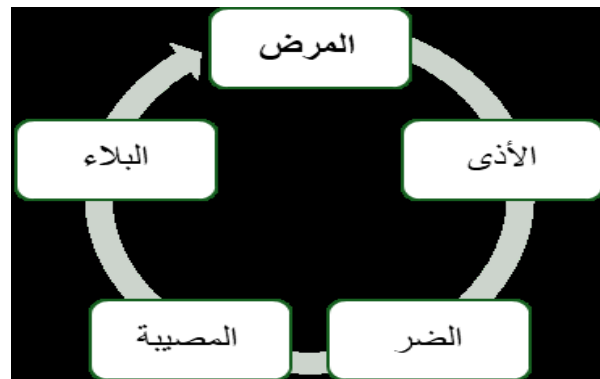 المرض
الأذى
الضر
المصيبة
البلاء